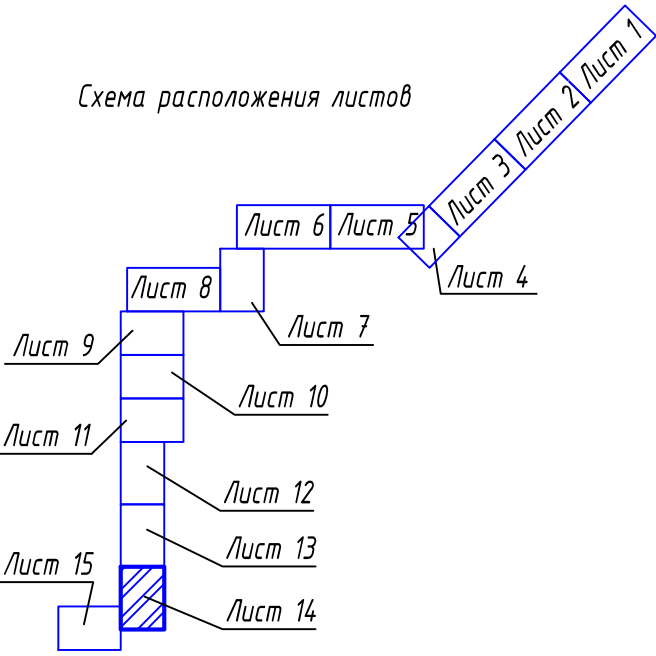 Схема расположения листов
Лист 1
Лист 2
Лист 3
Лист 4
Лист 5
Лист 6
Лист 7
Лист 8
Лист 9
Лист 10
Лист 11
Лист 12
Лист 13
Лист 14
Лист 15